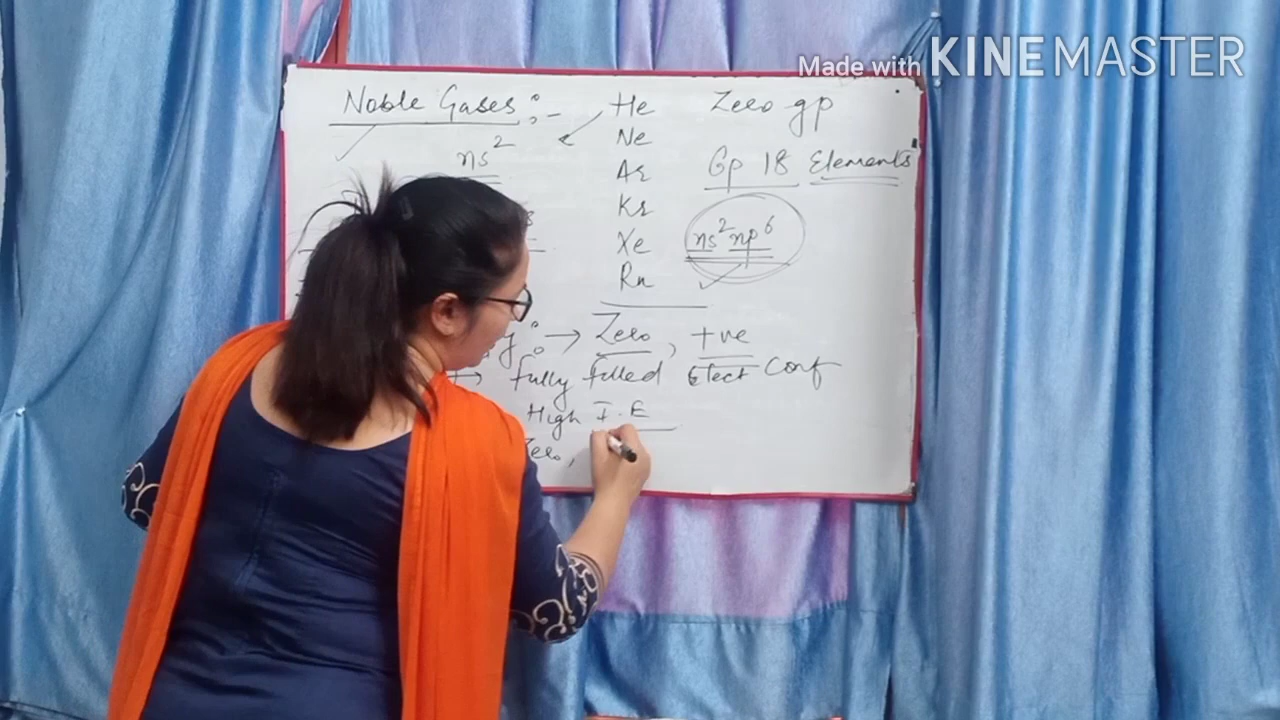 Made with KINEMASTER
Noble Gases :- He Zero gp
ns² Ne
Ar Gp 18 Elements
Kr
Xe ns² np⁶
Rn
→ Zero, +ve
→ fully filled Elect Conf
High I.E
Zero,